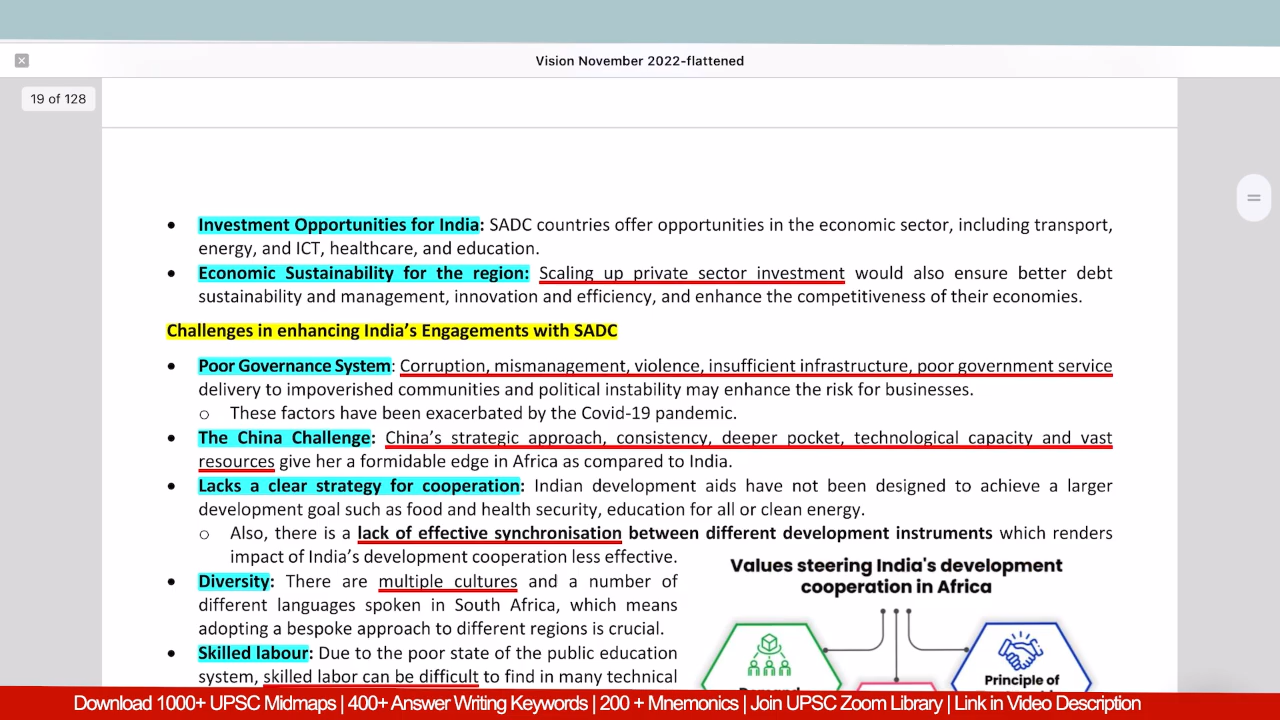 Vision November 2022-flattened
19 of 128
• Investment Opportunities for India: SADC countries offer opportunities in the economic sector, including transport,
energy, and ICT, healthcare, and education.
• Economic Sustainability for the region: Scaling up private sector investment would also ensure better debt
sustainability and management, innovation and efficiency, and enhance the competitiveness of their economies.
Challenges in enhancing India's Engagements with SADC
• Poor Governance System: Corruption, mismanagement, violence, insufficient infrastructure, poor government service
delivery to impoverished communities and political instability may enhance the risk for businesses.
o These factors have been exacerbated by the Covid-19 pandemic.
• The China Challenge: China's strategic approach, consistency, deeper pocket, technological capacity and vast
resources give her a formidable edge in Africa as compared to India.
• Lacks a clear strategy for cooperation: Indian development aids have not been designed to achieve a larger
development goal such as food and health security, education for all or clean energy.
o Also, there is a lack of effective synchronisation between different development instruments which renders
impact of India's development cooperation less effective.
• Diversity: There are multiple cultures and a number of
different languages spoken in South Africa, which means
adopting a bespoke approach to different regions is crucial.
• Skilled labour: Due to the poor state of the public education
system, skilled labor can be difficult to find in many technical
Values steering India's development
cooperation in Africa
Principle of
Download 1000+ UPSC Midmaps | 400+ Answer Writing Keywords | 200 + Mnemonics | Join UPSC Zoom Library | Link in Video Description